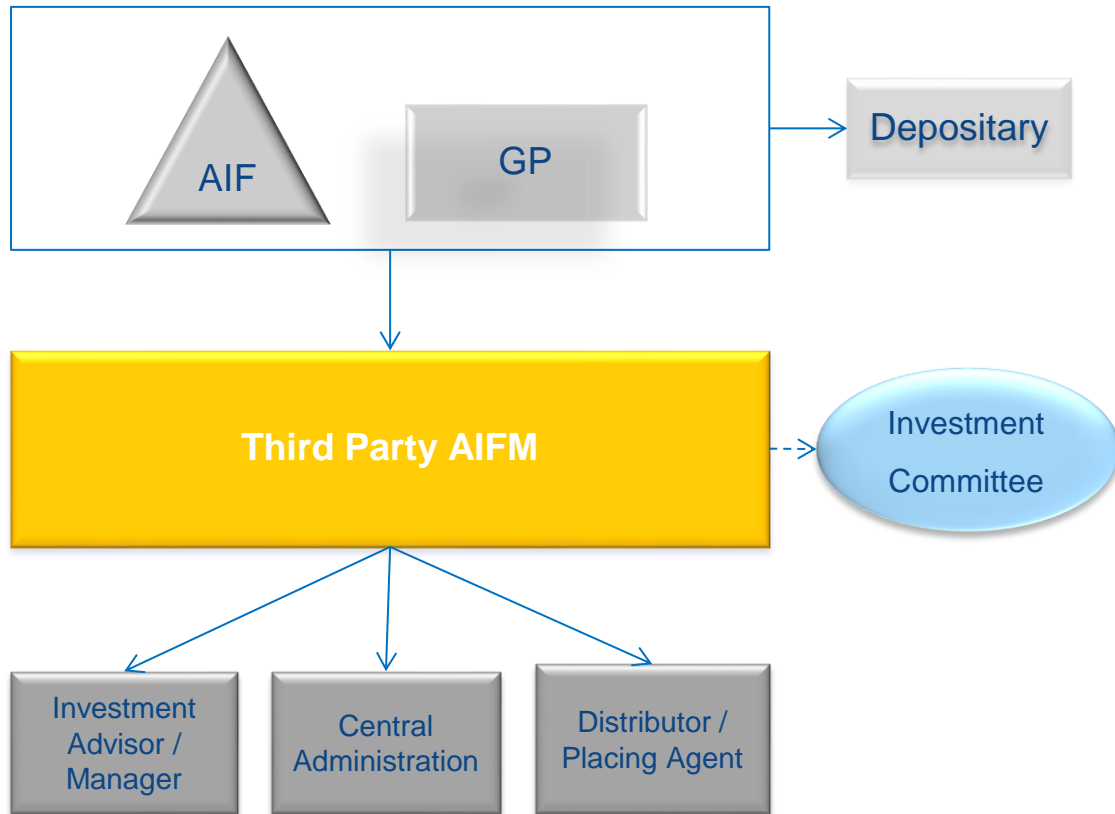 AIF
GP
Depositary
Third Party AIFM
Investment
Committee
Investment
Advisor /
Manager
Central
Administration
Distributor /
Placing Agent